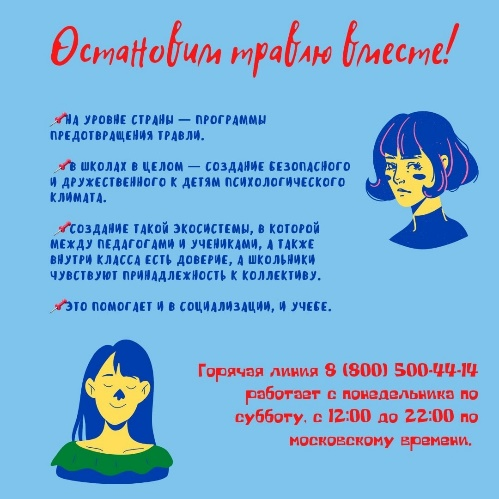 Остановим травлю вместе!
📌НА УРОВНЕ СТРАНЫ — ПРОГРАММЫ
ПРЕДОТВРАЩЕНИЯ ТРАВЛИ.
📌В ШКОЛАХ В ЦЕЛОМ — СОЗДАНИЕ БЕЗОПАСНОГО
И ДРУЖЕСТВЕННОГО К ДЕТЯМ ПСИХОЛОГИЧЕСКОГО
КЛИМАТА.
📌СОЗДАНИЕ ТАКОЙ ЭКОСИСТЕМЫ, В КОТОРОЙ
МЕЖДУ ПЕДАГОГАМИ И УЧЕНИКАМИ, А ТАКЖЕ
ВНУТРИ КЛАССА ЕСТЬ ДОВЕРИЕ, А ШКОЛЬНИКИ
ЧУВСТВУЮТ ПРИНАДЛЕЖНОСТЬ К КОЛЛЕКТИВУ.
📌ЭТО ПОМОГАЕТ И В СОЦИАЛИЗАЦИИ, И УЧЕБЕ.
Горячая линия 8 (800) 500-44-14
работает с понедельника по
субботу, с 12:00 до 22:00 по
московскому времени.